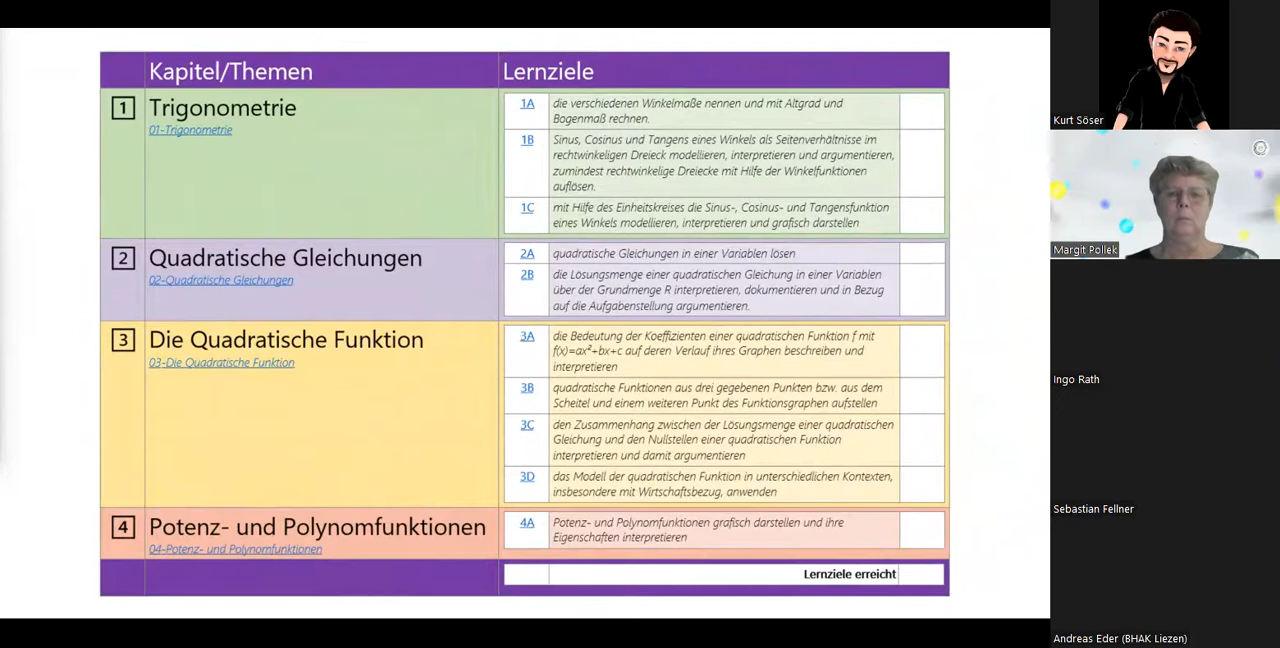 Kapitel/Themen
Lernziele
1
Trigonometrie
01-Trigonometrie
1A
die verschiedenen Winkelmaße nennen und mit Altgrad und
Bogenmaß rechnen.
1B
Sinus, Cosinus und Tangens eines Winkels als Seitenverhältnisse im
rechtwinkeligen Dreieck modellieren, interpretieren und argumentieren,
zumindest rechtwinkelige Dreiecke mit Hilfe der Winkelfunktionen
auflösen.
1C
mit Hilfe des Einheitskreises die Sinus-, Cosinus- und Tangensfunktion
eines Winkels modellieren, interpretieren und grafisch darstellen
2
Quadratische Gleichungen
02-Quadratische Gleichungen
2A
quadratische Gleichungen in einer Variablen lösen
2B
die Lösungsmenge einer quadratischen Gleichung in einer Variablen
über der Grundmenge R interpretieren, dokumentieren und in Bezug
auf die Aufgabenstellung argumentieren.
3
Die Quadratische Funktion
03-Die Quadratische Funktion
3A
die Bedeutung der Koeffizienten einer quadratischen Funktion f mit
f(x)=ax²+bx+c auf deren Verlauf ihres Graphen beschreiben und
interpretieren
3B
quadratische Funktionen aus drei gegebenen Punkten bzw. aus dem
Scheitel und einem weiteren Punkt des Funktionsgraphen aufstellen
3C
den Zusammenhang zwischen der Lösungsmenge einer quadratischen
Gleichung und den Nullstellen einer quadratischen Funktion
interpretieren und damit argumentieren
3D
das Modell der quadratischen Funktion in unterschiedlichen Kontexten,
insbesondere mit Wirtschaftsbezug, anwenden
4
Potenz- und Polynomfunktionen
04-Potenz- und Polynomfunktionen
4A
Potenz- und Polynomfunktionen grafisch darstellen und ihre
Eigenschaften interpretieren
Lernziele erreicht
Kurt Söser
Margit Pollek
Ingo Rath
Sebastian Fellner
Andreas Eder (BHAK Liezen)